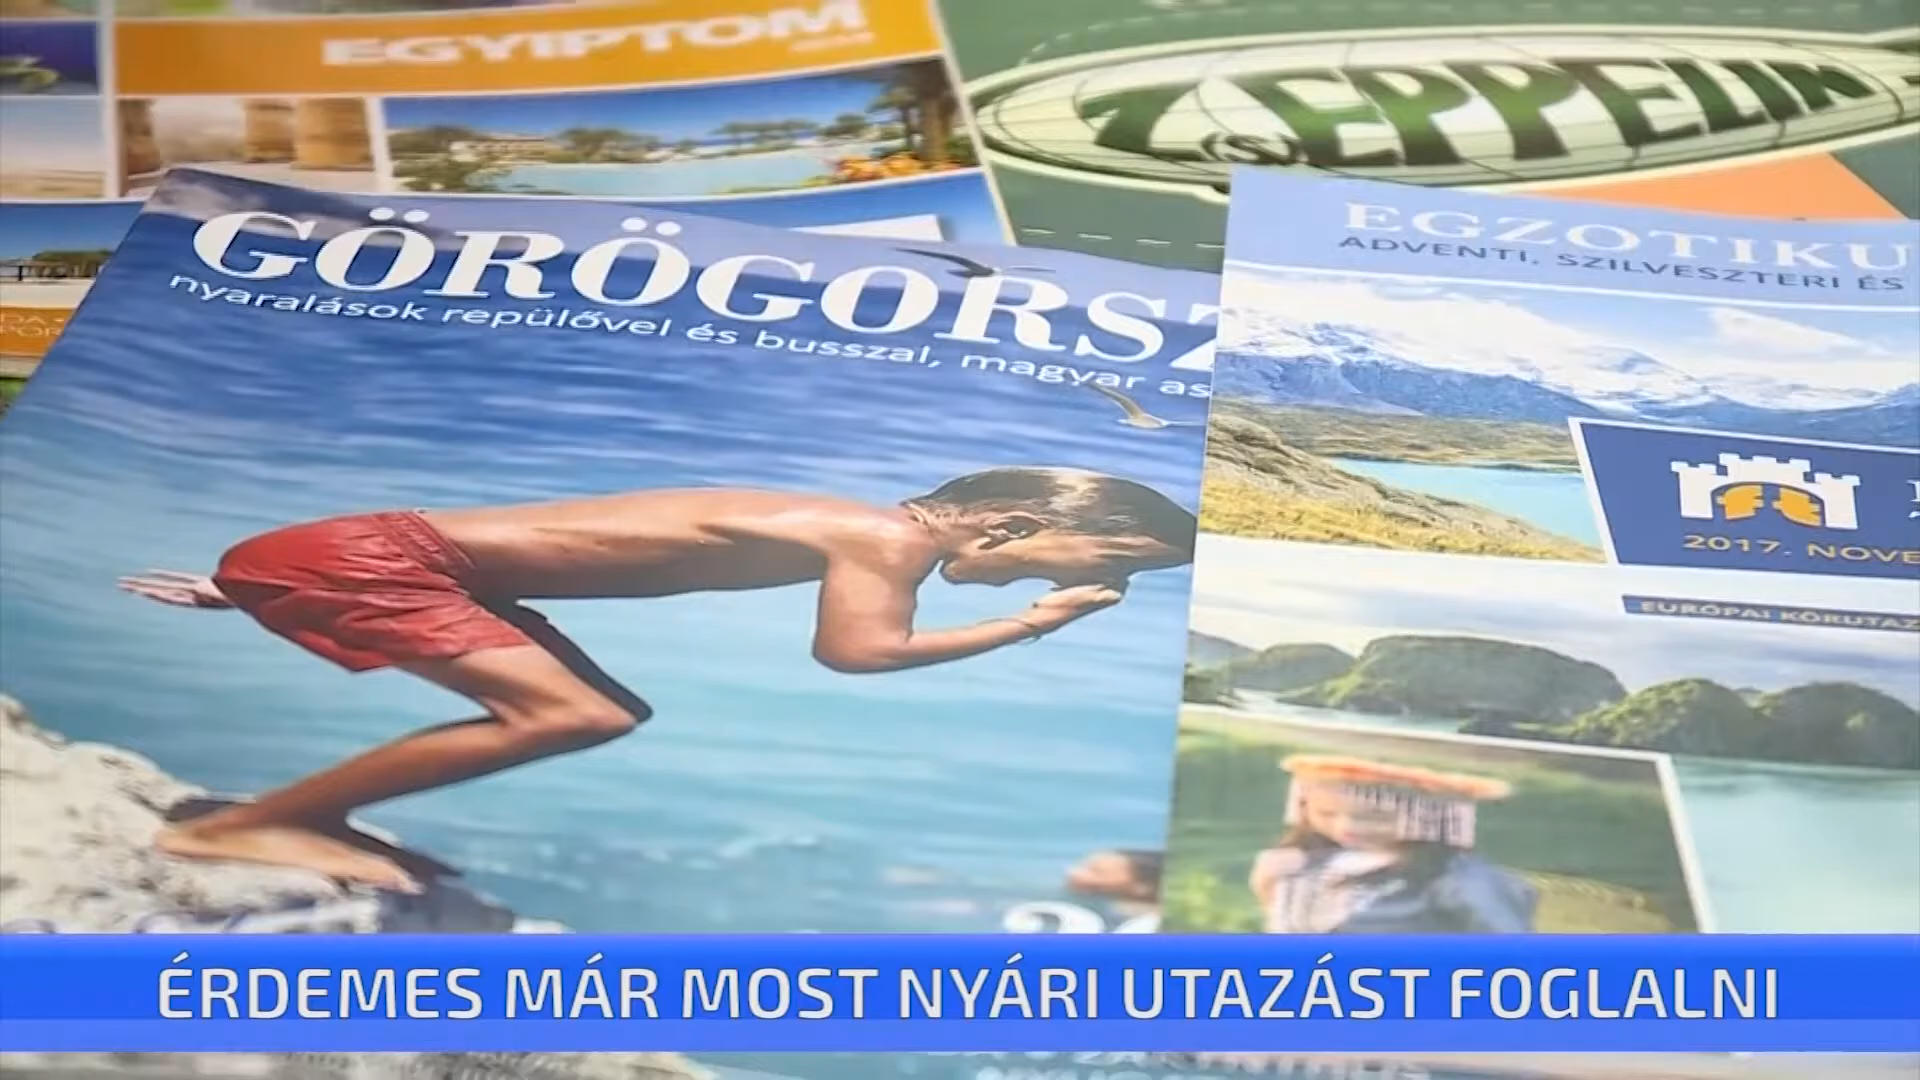 EGYIPTOM
ZEPPELIN
GÖRÖGORSZ
nyaralások repülővel és busszal, magyar as
EGZOTIKU
ADVENTI, SZILVESZTERI ÉS
2017. NOVE
EURÓPAI KÖRUTAZ
ÉRDEMES MÁR MOST NYÁRI UTAZÁST FOGLALNI